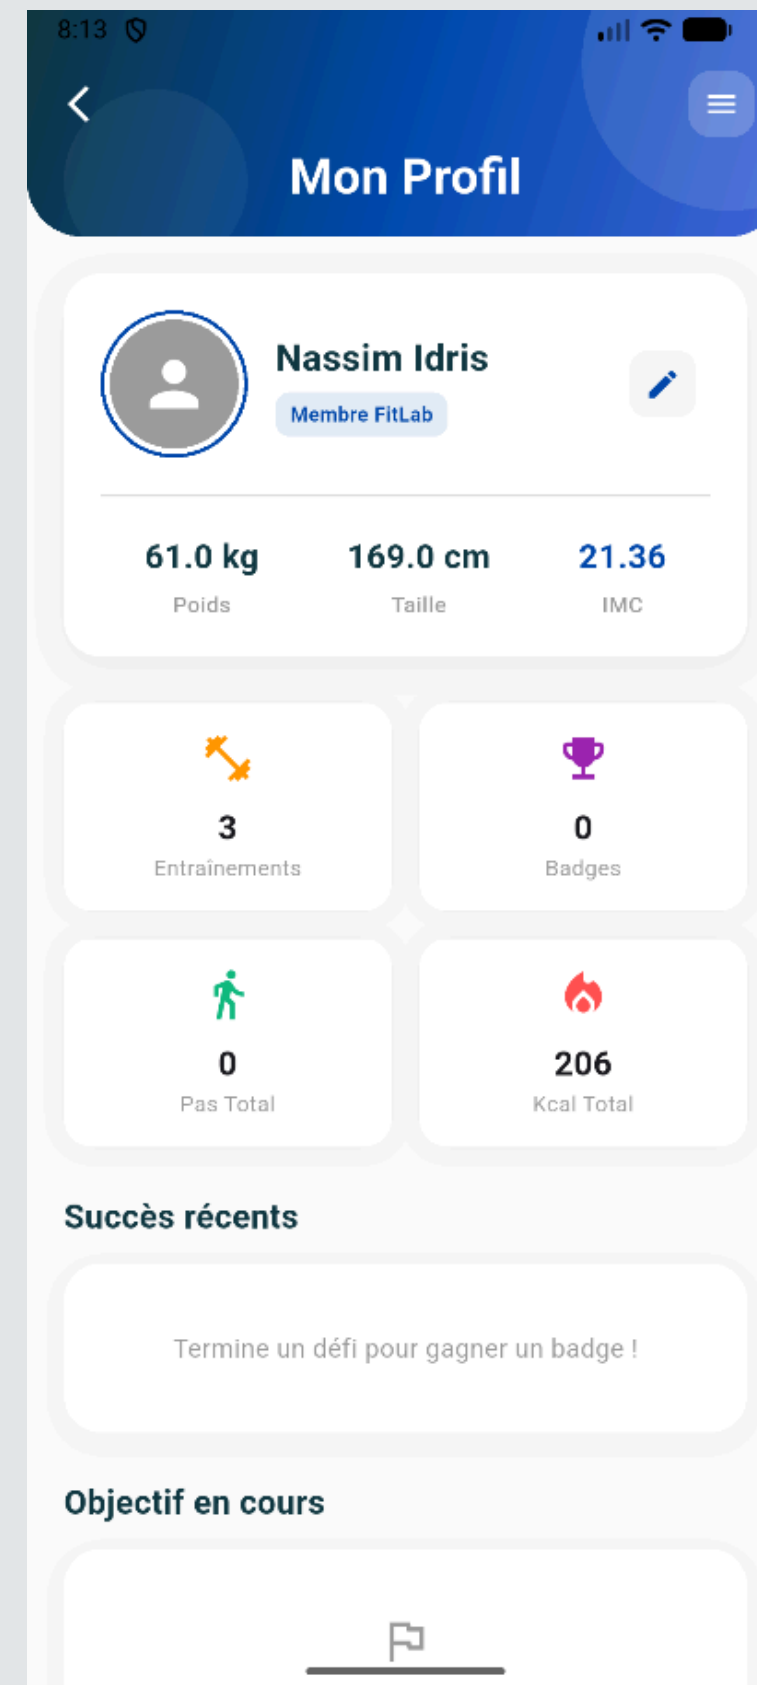 8:13
Mon Profil
Nassim Idris
Membre FitLab
61.0 kg 169.0 cm 21.36
Poids Taille IMC
3 0
Entraînements Badges
0 206
Pas Total Kcal Total
Succès récents
Termine un défi pour gagner un badge !
Objectif en cours